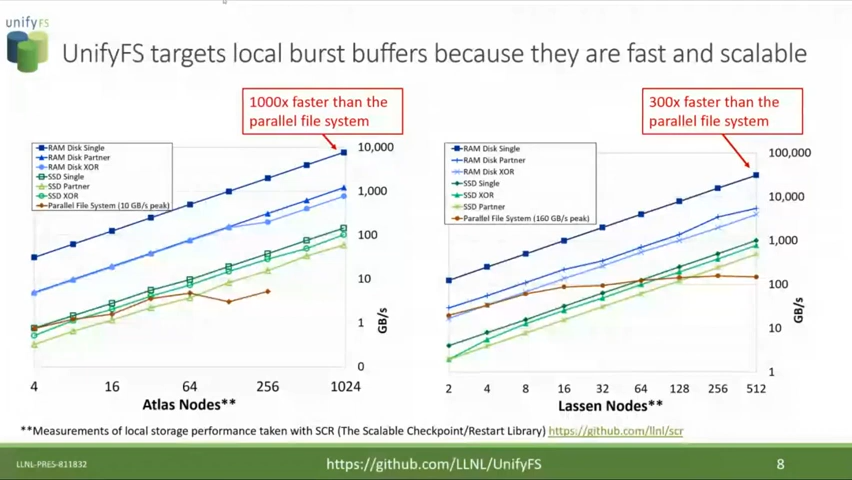 unifyFS
UnifyFS targets local burst buffers because they are fast and scalable
1000x faster than the
parallel file system
RAM Disk Single
RAM Disk Partner
RAM Disk XOR
SSD Single
SSD Partner
SSD XOR
Parallel File System (10 GB/s peak)
10,000
1,000
100
10
1
0
GB/s
4
16
64
256
1024
Atlas Nodes**
300x faster than the
parallel file system
RAM Disk Single
RAM Disk Partner
RAM Disk XOR
SSD Single
SSD XOR
SSD Partner
Parallel File System (160 GB/s peak)
100,000
10,000
1,000
100
10
1
GB/s
2
4
8
16
32
64
128
256
512
Lassen Nodes**
**Measurements of local storage performance taken with SCR (The Scalable Checkpoint/Restart Library) https://github.com/llnl/scr
LLNL-PRES-811832
https://github.com/LLNL/UnifyFS
8